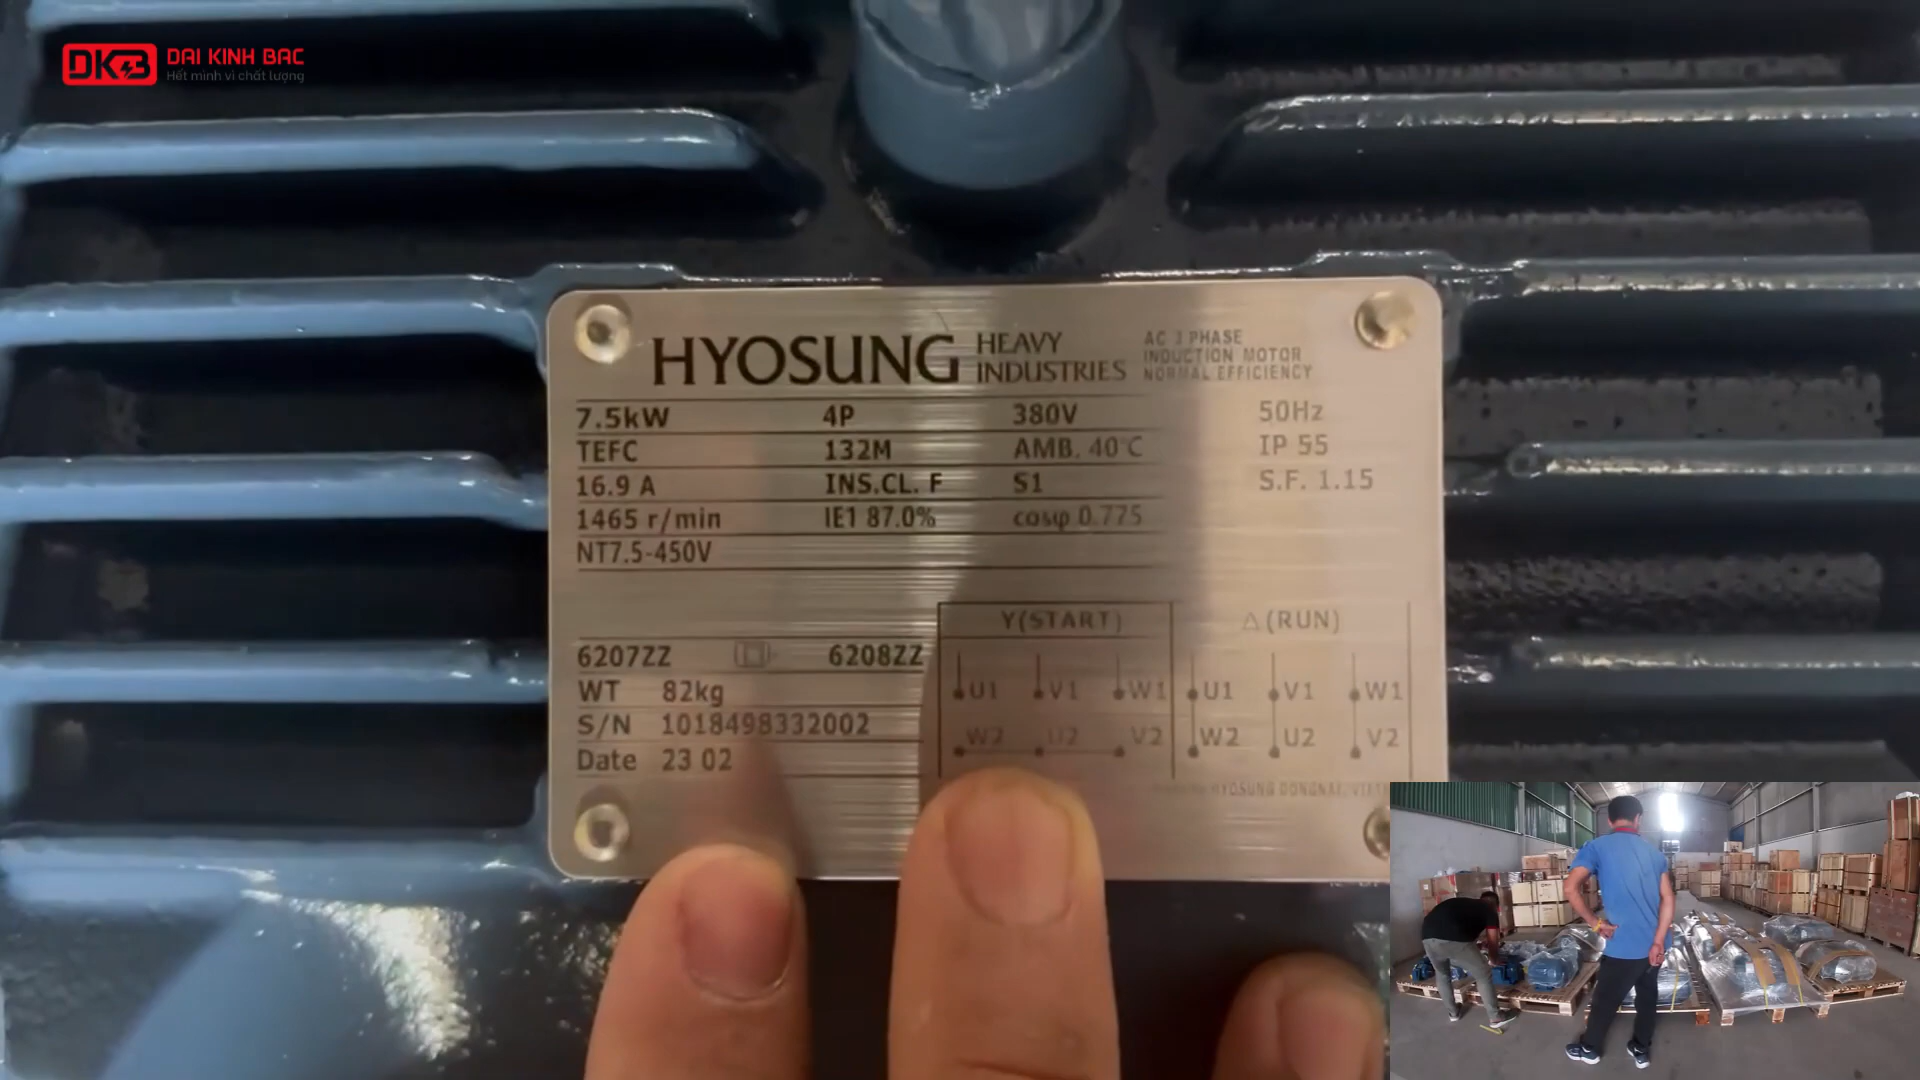 DKB DAI KINH BAC
Hết mình vì chất lượng
HYOSUNG HEAVY INDUSTRIES
AC 3 PHASE
INDUCTION MOTOR
NORMAL EFFICIENCY
7.5kW 4P 380V 50Hz
TEFC 132M AMB. 40°C IP 55
16.9 A INS.CL. F S1 S.F. 1.15
1465 r/min IE1 87.0% cosφ 0.775
NT7.5-450V
6207ZZ 6208ZZ
WT 82kg
S/N 1018498332002
Date 23 02
Y(START) △(RUN)
U1 V1 W1 U1 V1 W1
W2 U2 V2 W2 U2 V2
HYOSUNG DONGNAI,